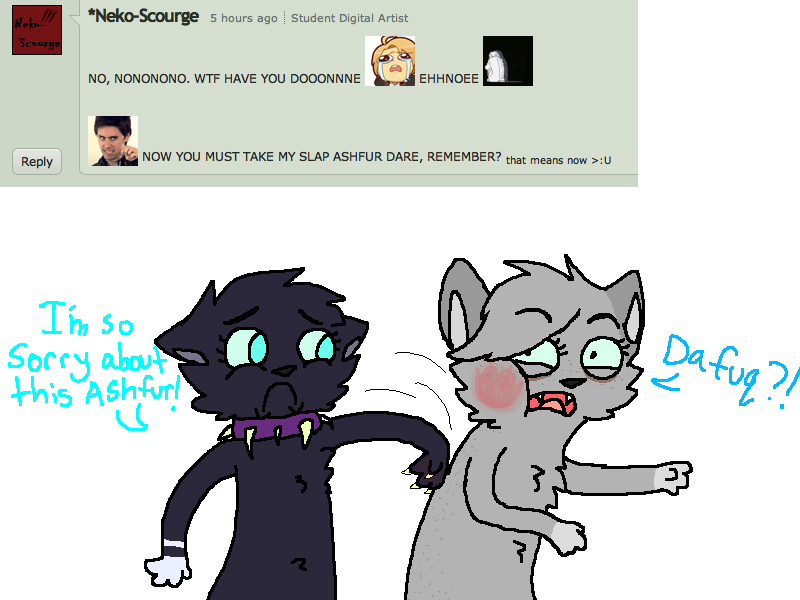 Neko-
Scourge
*Neko-Scourge 5 hours ago Student Digital Artist
NO, NONONONO. WTF HAVE YOU DOOONNNE EHHNOEE
NOW YOU MUST TAKE MY SLAP ASHFUR DARE, REMEMBER? that means now >:U
Reply
I'm so
Sorry about
this Ashfur!
Dafuq?!